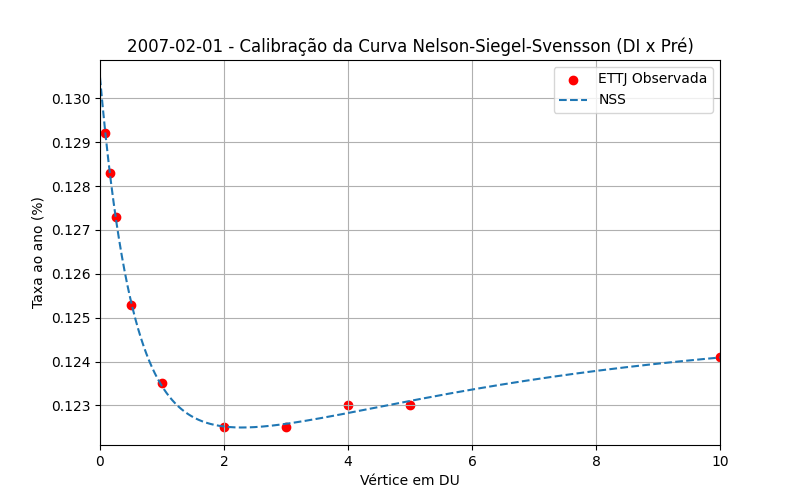 2007-02-01 - Calibração da Curva Nelson-Siegel-Svensson (DI x Pré)
ETTJ Observada
NSS
Taxa ao ano (%)
0.130
0.129
0.128
0.127
0.126
0.125
0.124
0.123
0 2 4 6 8 10
Vértice em DU